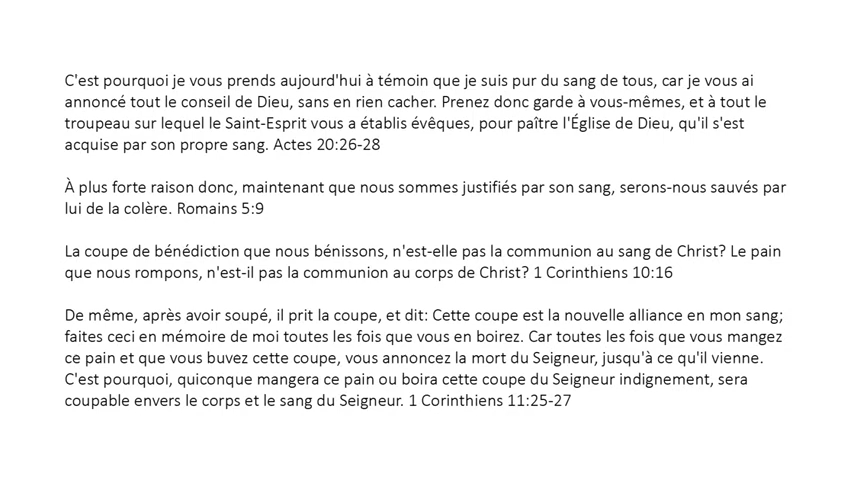 C'est pourquoi je vous prends aujourd'hui à témoin que je suis pur du sang de tous, car je vous ai
annoncé tout le conseil de Dieu, sans en rien cacher. Prenez donc garde à vous-mêmes, et à tout le
troupeau sur lequel le Saint-Esprit vous a établis évêques, pour paître l'Église de Dieu, qu'il s'est
acquise par son propre sang. Actes 20:26-28
À plus forte raison donc, maintenant que nous sommes justifiés par son sang, serons-nous sauvés par
lui de la colère. Romains 5:9
La coupe de bénédiction que nous bénissons, n'est-elle pas la communion au sang de Christ? Le pain
que nous rompons, n'est-il pas la communion au corps de Christ? 1 Corinthiens 10:16
De même, après avoir soupé, il prit la coupe, et dit: Cette coupe est la nouvelle alliance en mon sang;
faites ceci en mémoire de moi toutes les fois que vous en boirez. Car toutes les fois que vous mangez
ce pain et que vous buvez cette coupe, vous annoncez la mort du Seigneur, jusqu'à ce qu'il vienne.
C'est pourquoi, quiconque mangera ce pain ou boira cette coupe du Seigneur indignement, sera
coupable envers le corps et le sang du Seigneur. 1 Corinthiens 11:25-27